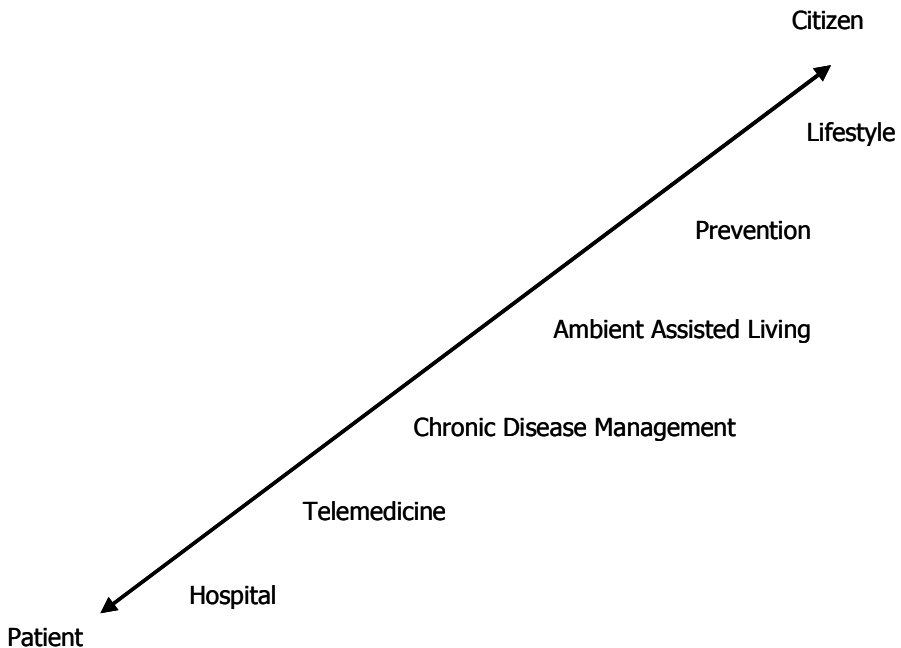 Citizen
Lifestyle
Prevention
Ambient Assisted Living
Chronic Disease Management
Telemedicine
Hospital
Patient